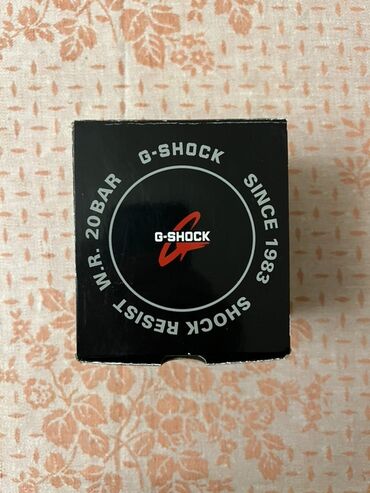 G-SHOCK
SINCE 1983
SHOCK RESIST
W.R. 20BAR
G-SHOCK